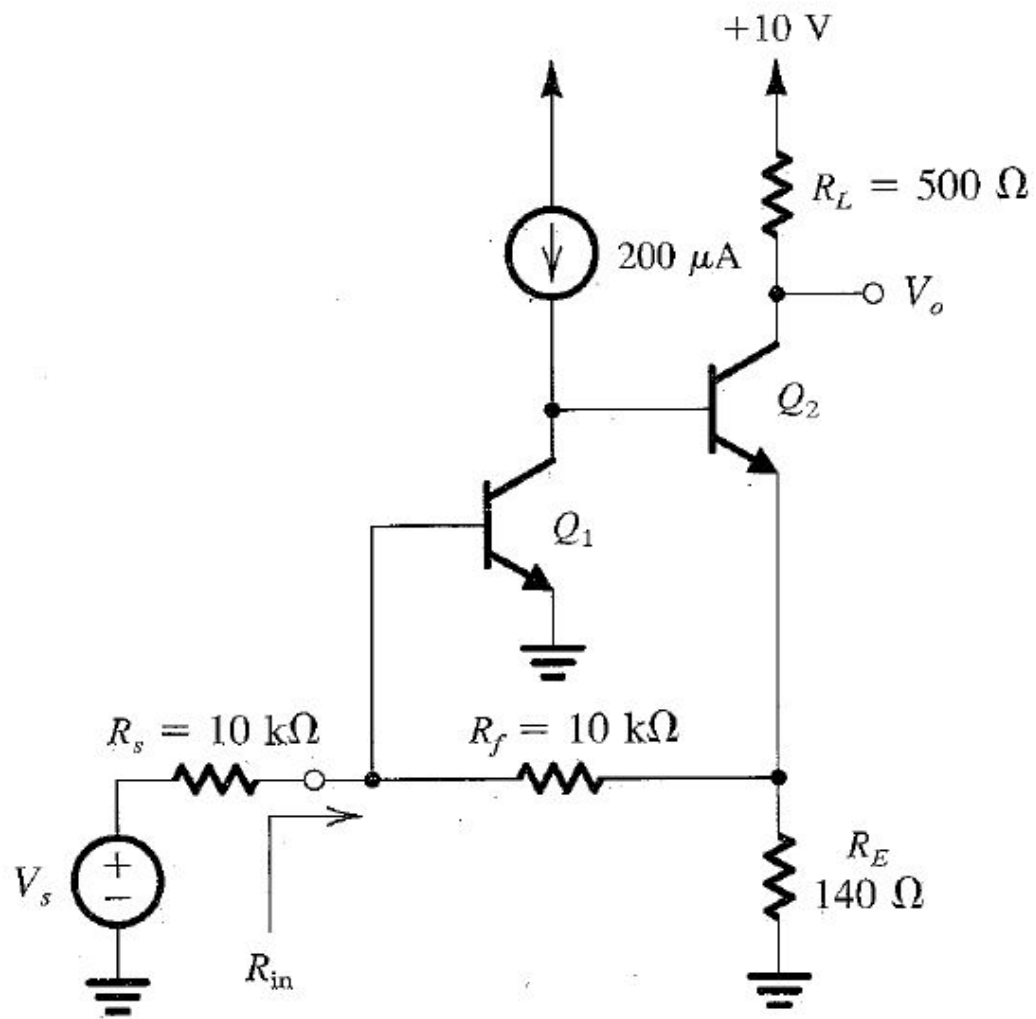 +10 V
R_L = 500 Ω
200 μA
V_o
Q_2
Q_1
R_s = 10 kΩ
R_f = 10 kΩ
+
−
V_s
R_E
140 Ω
R_in